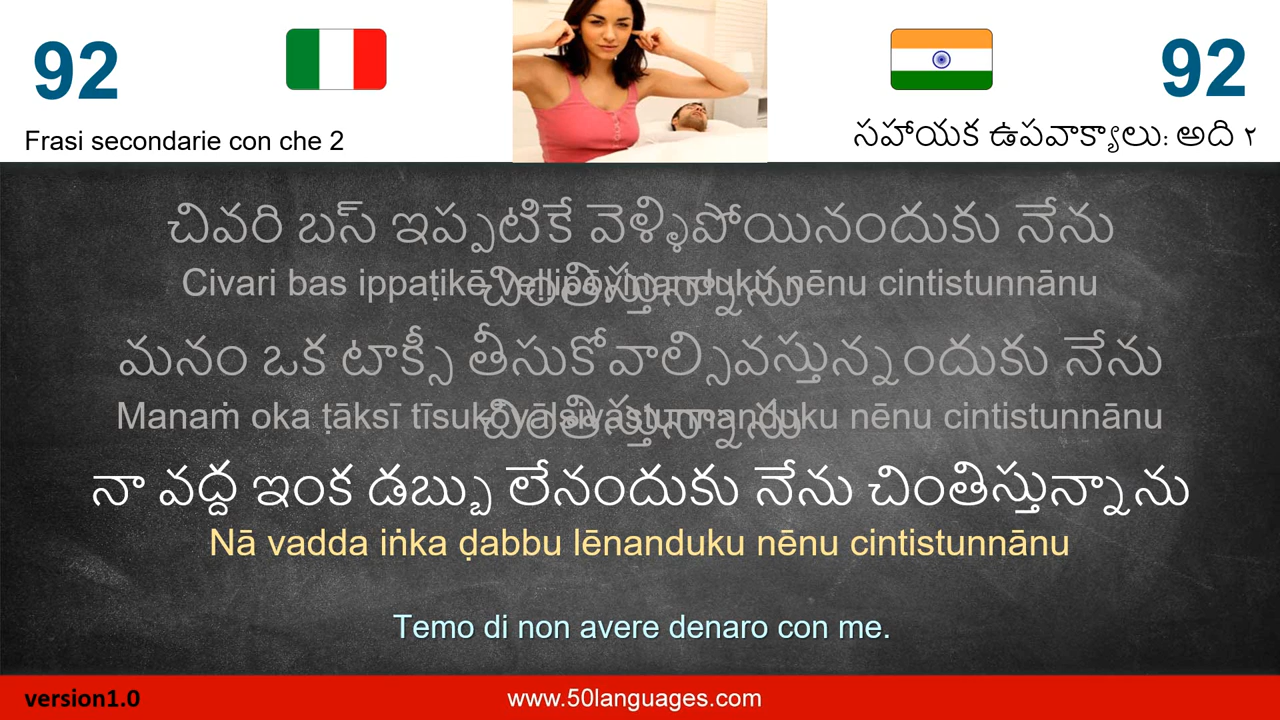 92
92
Frasi secondarie con che 2
సహాయక ఉపవాక్యాలు: అది ౨
చివరి బస్ ఇప్పటికే వెళ్ళిపోయినందుకు నేను
చింతిస్తున్నాను
Civari bas ippaṭikē veḷḷipōyinanduku nēnu cintistunnānu
మనం ఒక టాక్సీ తీసుకోవాల్సివస్తున్నందుకు నేను
చింతిస్తున్నాను
Manaṁ oka ṭāksī tīsukōvālsivastunnanduku nēnu cintistunnānu
నా వద్ద ఇంక డబ్బు లేనందుకు నేను చింతిస్తున్నాను
Nā vadda iṅka ḍabbu lēnanduku nēnu cintistunnānu
Temo di non avere denaro con me.
version1.0
www.50languages.com